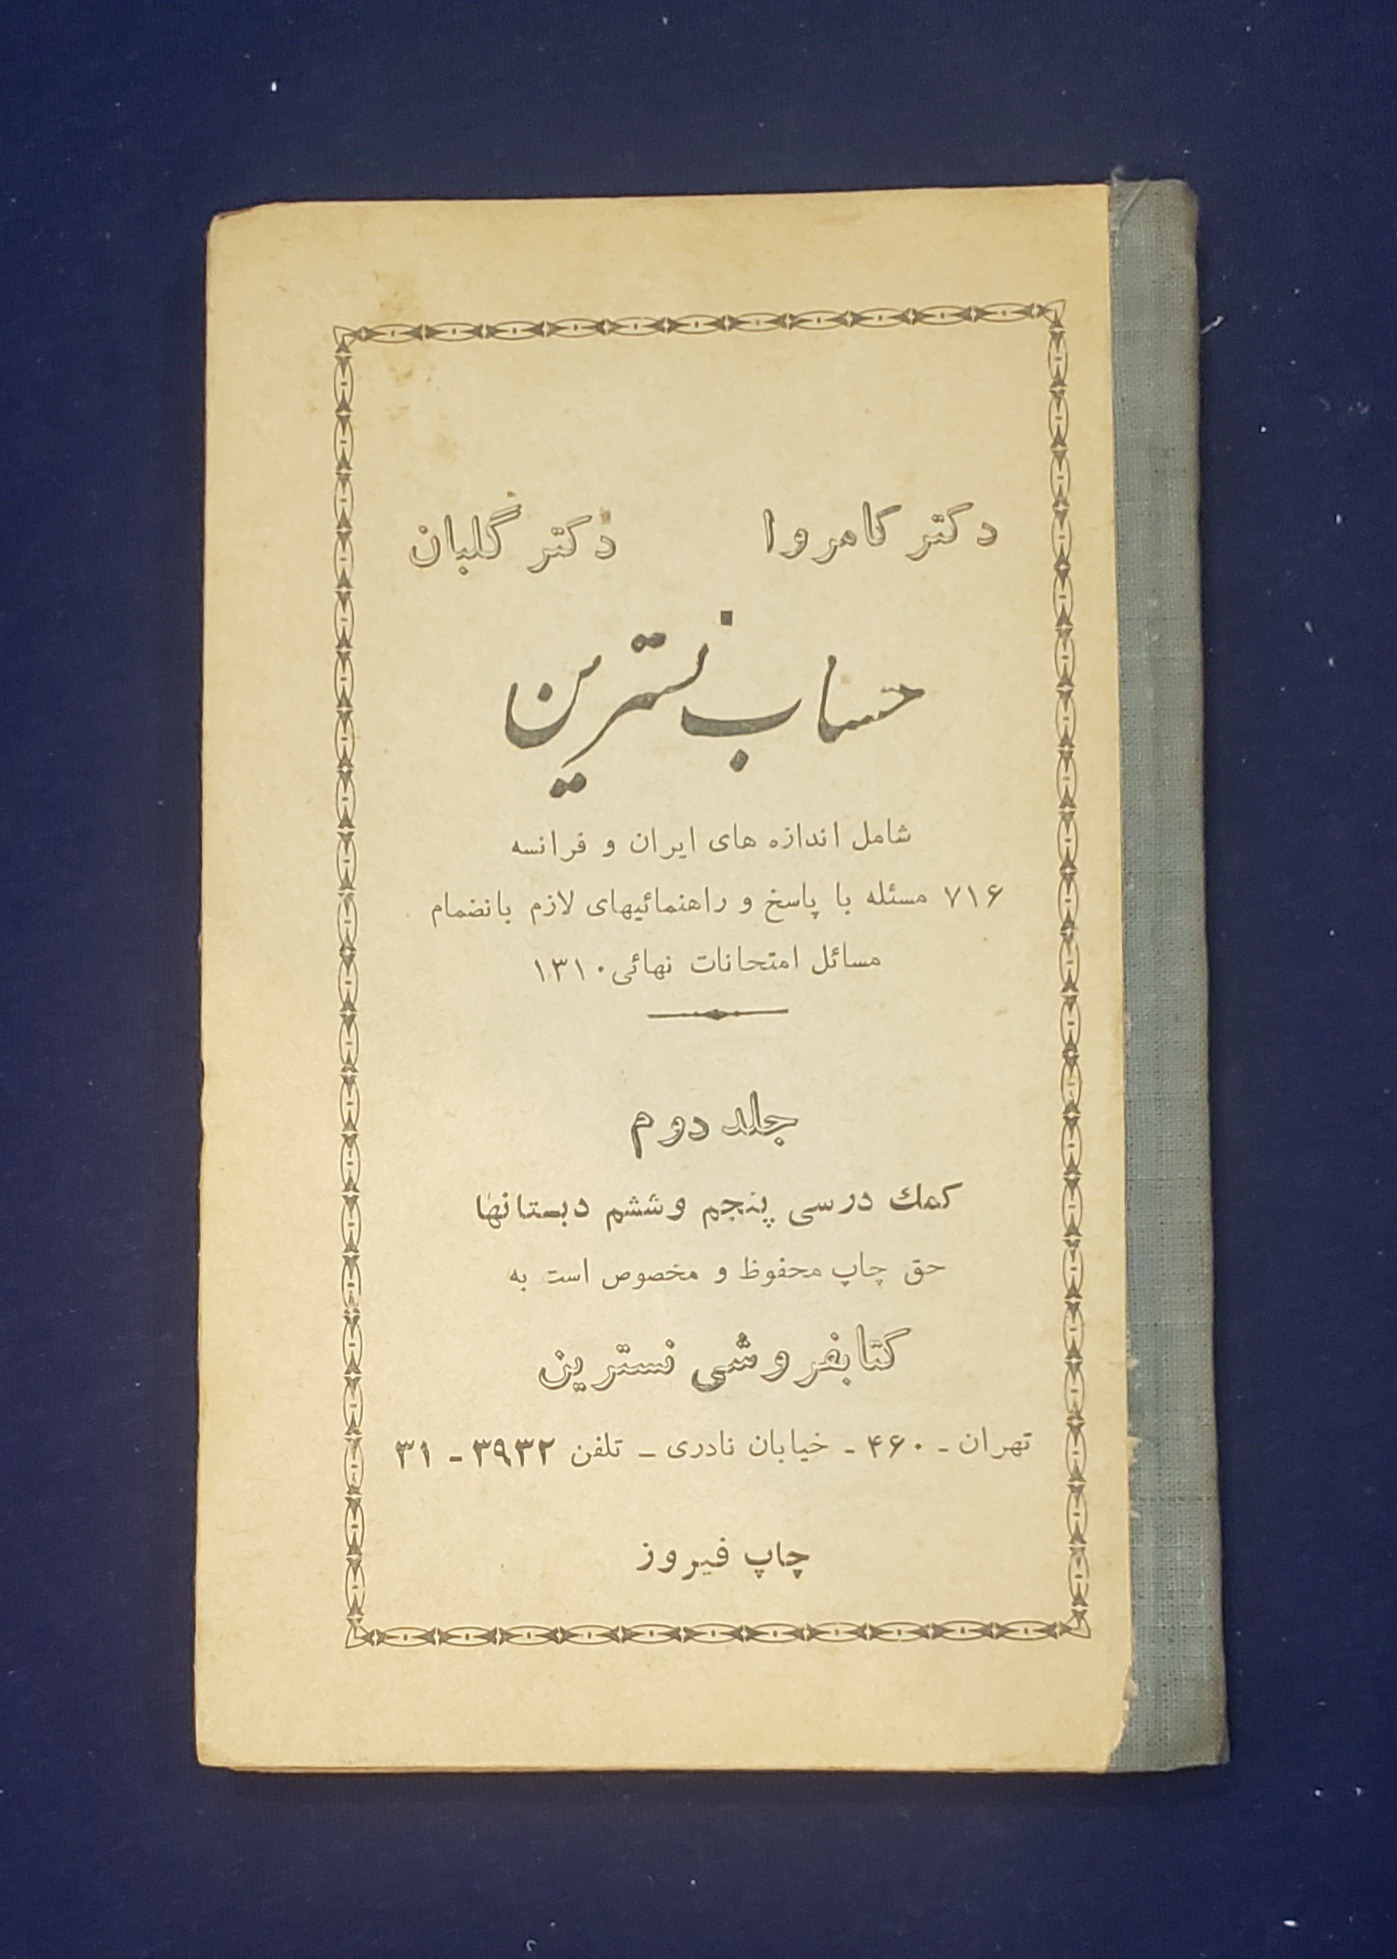 دکتر کامروا دکتر گلبان
حساب نسترین
شامل اندازه های ایران و فرانسه
۷۱۶ مسئله با پاسخ و راهنمائیهای لازم بانضمام
مسائل امتحانات نهائی ۱۳۱۰
جلد دوم
کمك درسی پنجم و ششم دبستانها
حق چاپ محفوظ و مخصوص است به
کتابفروشی نسترین
تهران ـ ۴۶۰ ـ خیابان نادری ـ تلفن ۳۹۳۲ - ۳۱
چاپ فیروز